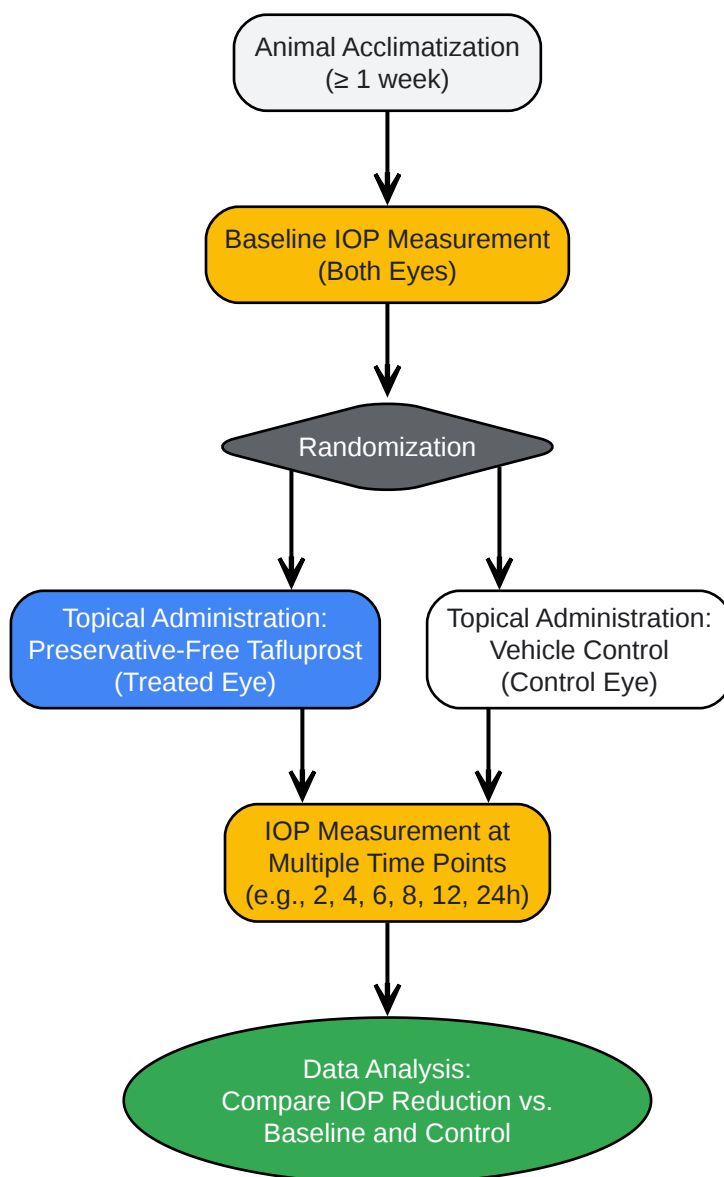 Animal Acclimatization
(≥ 1 week)
Baseline IOP Measurement
(Both Eyes)
Randomization
Topical Administration:
Preservative-Free Tafluprost
(Treated Eye)
Topical Administration:
Vehicle Control
(Control Eye)
IOP Measurement at
Multiple Time Points
(e.g., 2, 4, 6, 8, 12, 24h)
Data Analysis:
Compare IOP Reduction vs.
Baseline and Control